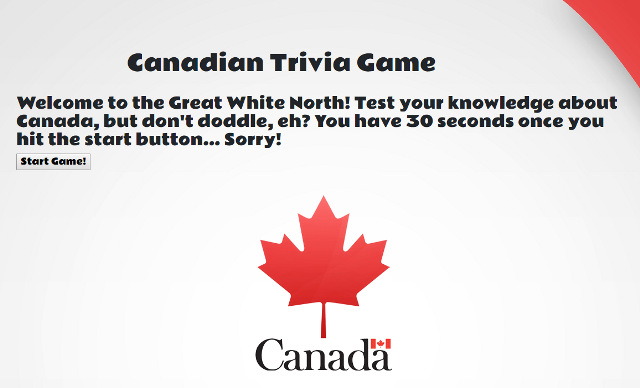 Canadian Trivia Game
Welcome to the Great White North! Test your knowledge about
Canada, but don't doddle, eh? You have 30 seconds once you
hit the start button... Sorry!
Start Game!
Canada